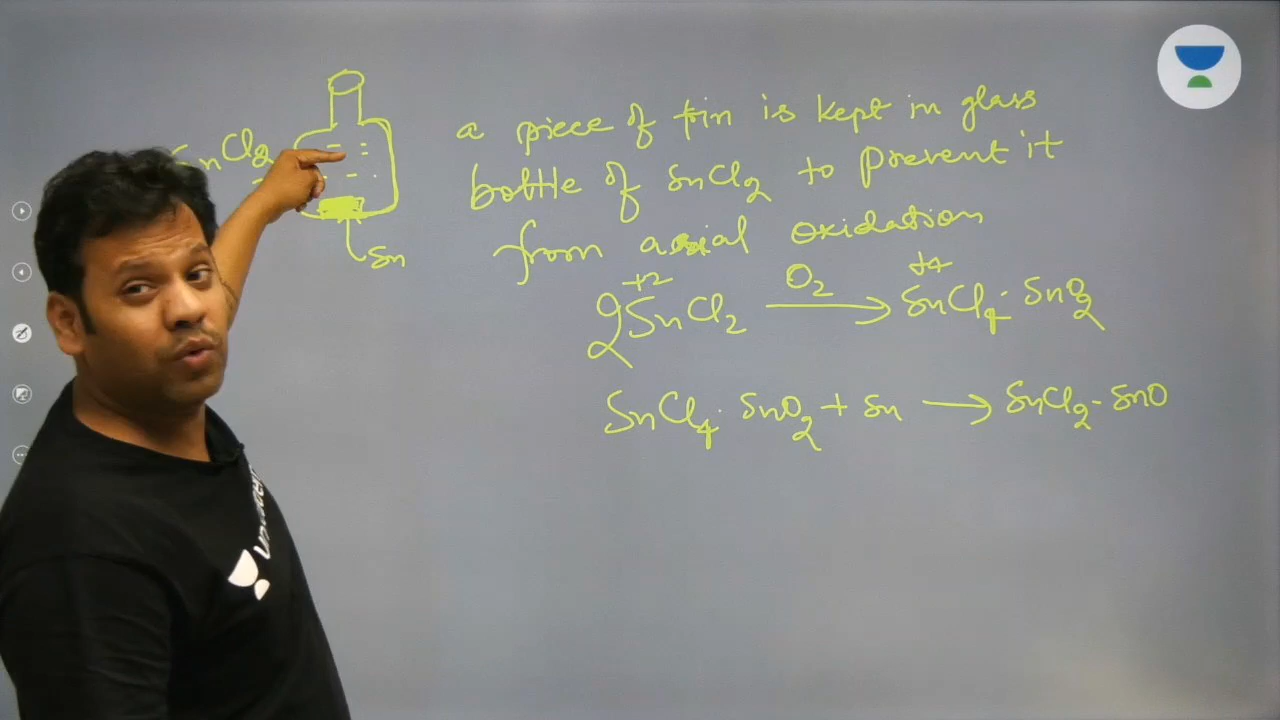 SnCl2
a piece of tin is kept in glass
bottle of SnCl2 to prevent it
from aerial oxidation
Sn
+2 +4
2SnCl2 O2 → SnCl4. SnO2
SnCl4. SnO2 + Sn → SnCl2 - SnO